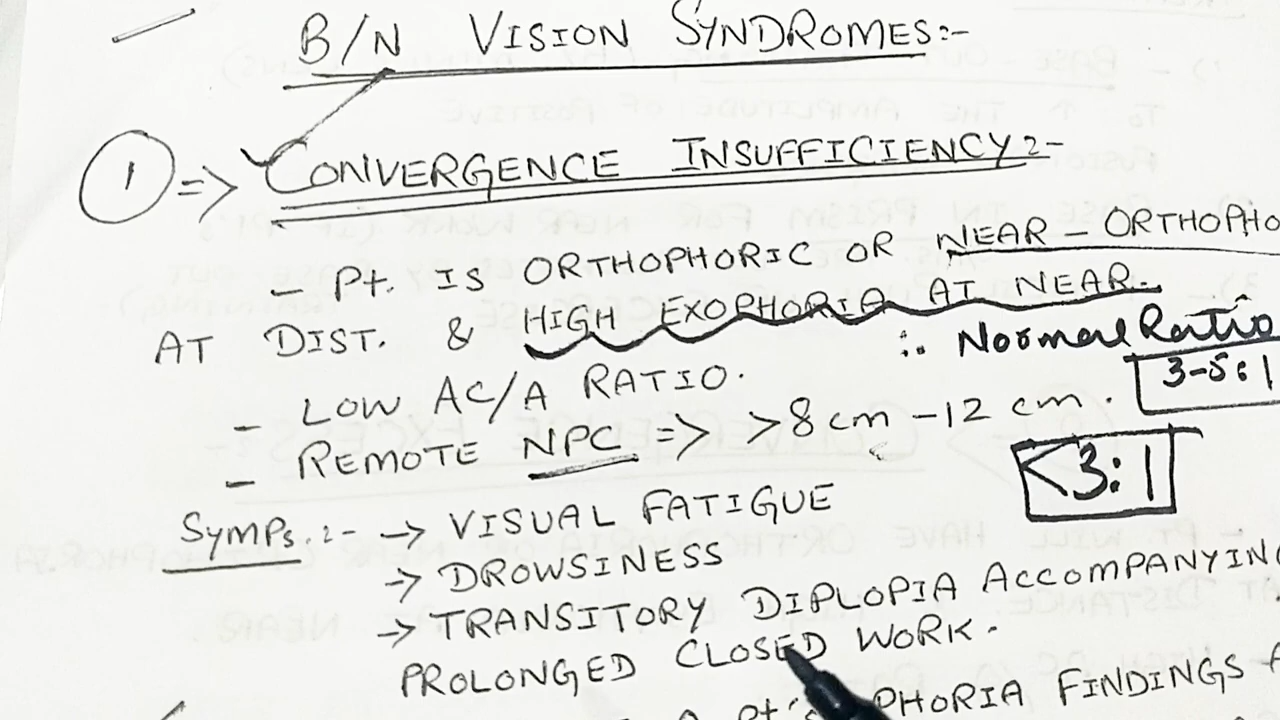 B/N VISION SYNDROMES:-
1 => CONVERGENCE INSUFFICIENCY:-
- Pt. IS ORTHOPHORIC OR NEAR - ORTHOPHO
AT DIST. & HIGH EXOPHORIA AT NEAR.
∴ Normal Ratio
3-5:1
- LOW AC/A RATIO.
- REMOTE NPC => >8 cm - 12 cm.
<3:1
SYMPs:- -> VISUAL FATIGUE
-> DROWSINESS
-> TRANSITORY DIPLOPIA ACCOMPANYING
PROLONGED CLOSED WORK.
Pt's PHORIA FINDINGS